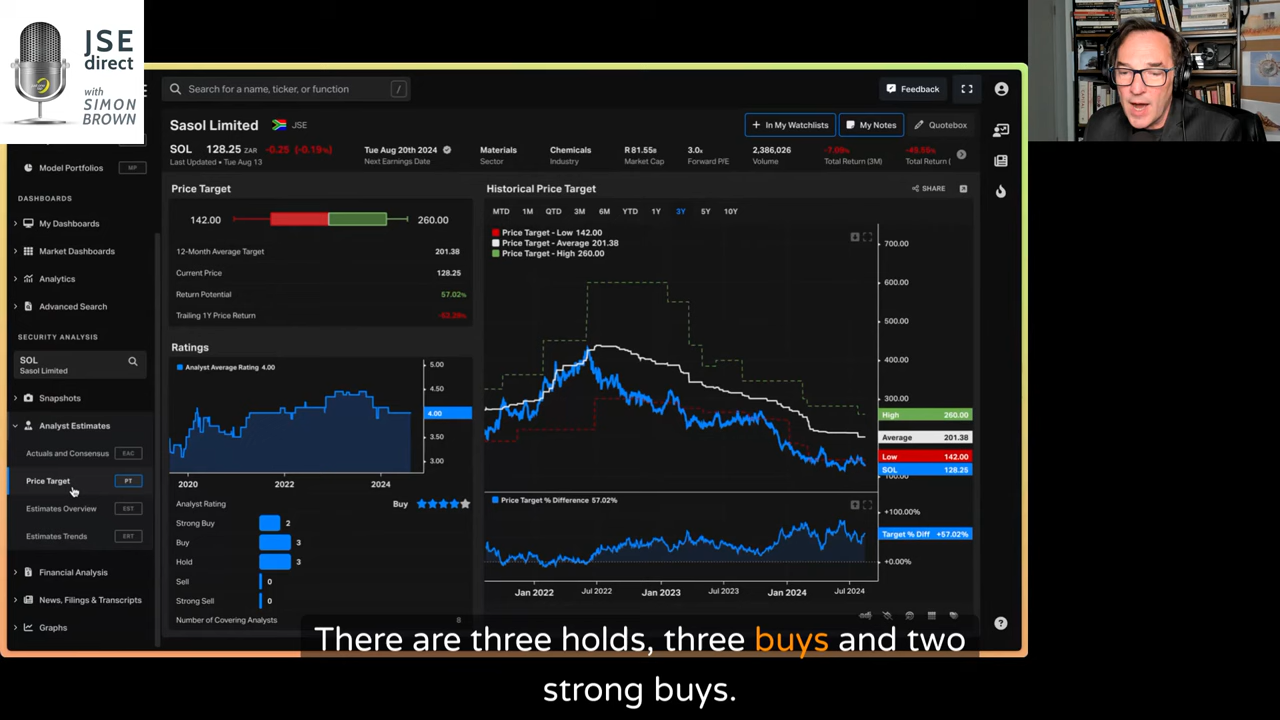 JSE
direct
with
SIMON
BROWN
Search for a name, ticker, or function
/
Feedback
Model Portfolios MP
DASHBOARDS
My Dashboards
Market Dashboards
Analytics
Advanced Search
SECURITY ANALYSIS
SOL
Sasol Limited
Snapshots
Analyst Estimates
Actuals and Consensus EAC
Price Target PT
Estimates Overview EST
Estimates Trends ERT
Financial Analysis
News, Filings & Transcripts
Graphs
Sasol Limited JSE
+ In My Watchlists My Notes Quotebox
SOL 128.25 ZAR -0.25 (-0.19%)
Last Updated • Tue Aug 13
Tue Aug 20th 2024
Next Earnings Date
Materials
Sector
Chemicals
Industry
R81.55B
Market Cap
3.0x
Forward P/E
2,386,026
Volume
-7.09%
Total Return (3M)
Total Return (
Price Target
142.00 260.00
12-Month Average Target 201.38
Current Price 128.25
Return Potential 57.02%
Trailing 1Y Price Return
Ratings
Analyst Average Rating 4.00
5.00
4.50
4.00
3.50
3.00
2020 2022 2024
Analyst Rating Buy
Strong Buy 2
Buy 3
Hold 3
Sell 0
Strong Sell 0
Number of Covering Analysts 8
Historical Price Target
SHARE
MTD 1M QTD 3M 6M YTD 1Y 3Y 5Y 10Y
Price Target - Low 142.00
Price Target - Average 201.38
Price Target - High 260.00
700.00
600.00
500.00
400.00
300.00
High 260.00
Average 201.38
Low 142.00
SOL 128.25
Price Target % Difference 57.02%
+100.00%
Target % Diff +57.02%
+0.00%
Jan 2022 Jul 2022 Jan 2023 Jul 2023 Jan 2024 Jul 2024
There are three holds, three buys and two
strong buys.